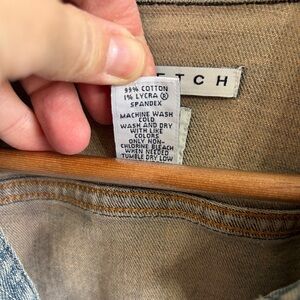 ETCH
99% COTTON
1% LYCRA ®
SPANDEX
MACHINE WASH
COLD
WASH AND DRY
WITH LIKE
COLORS
ONLY NON-
CHLORINE BLEACH
WHEN NEEDED
TUMBLE DRY LOW